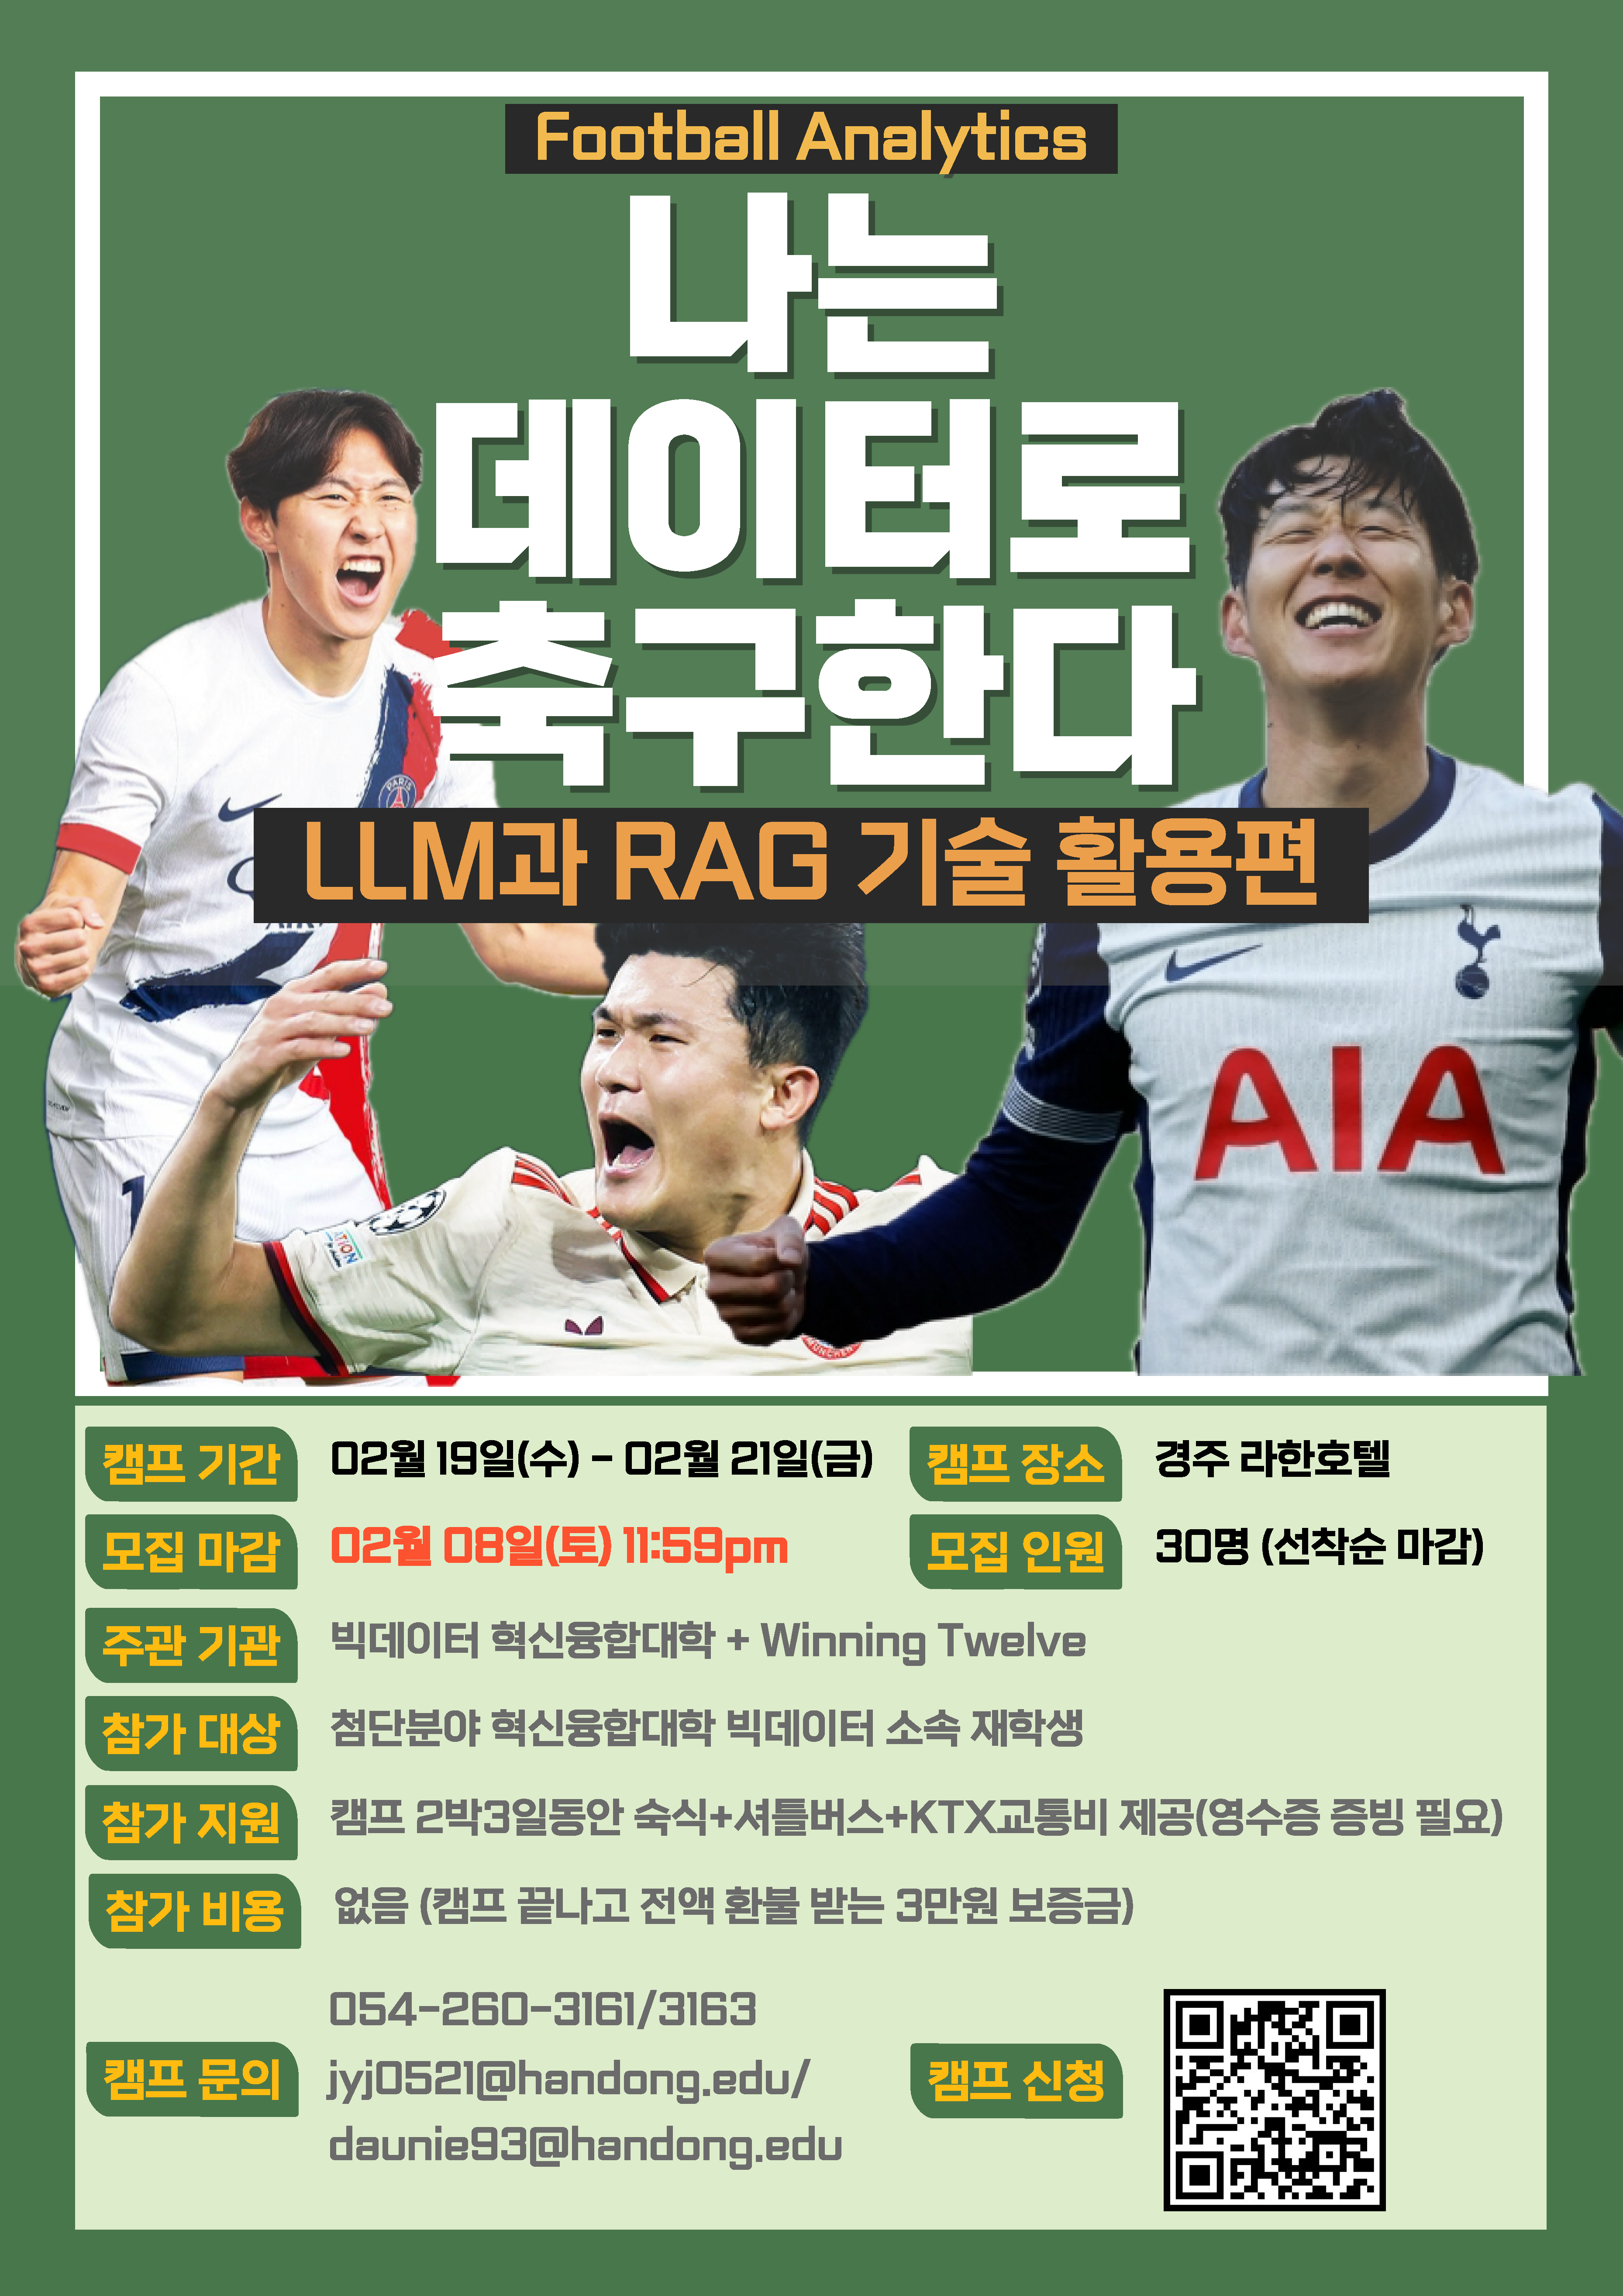 Football Analytics
나는
데이터로
축구한다
LLM과 RAG 기술 활용편
PARIS
AIA
ATION
MÜNCHEN
캠프 기간 02월 19일(수) - 02월 21일(금) 캠프 장소 경주 라한호텔
모집 마감 02월 08일(토) 11:59pm 모집 인원 30명 (선착순 마감)
주관 기관 빅데이터 혁신융합대학 + Winning Twelve
참가 대상 첨단분야 혁신융합대학 빅데이터 소속 재학생
참가 지원 캠프 2박3일동안 숙식+셔틀버스+KTX교통비 제공(영수증 증빙 필요)
참가 비용 없음 (캠프 끝나고 전액 환불 받는 3만원 보증금)
054-260-3161/3163
캠프 문의 jyj0521@handong.edu/ 캠프 신청
daunie93@handong.edu